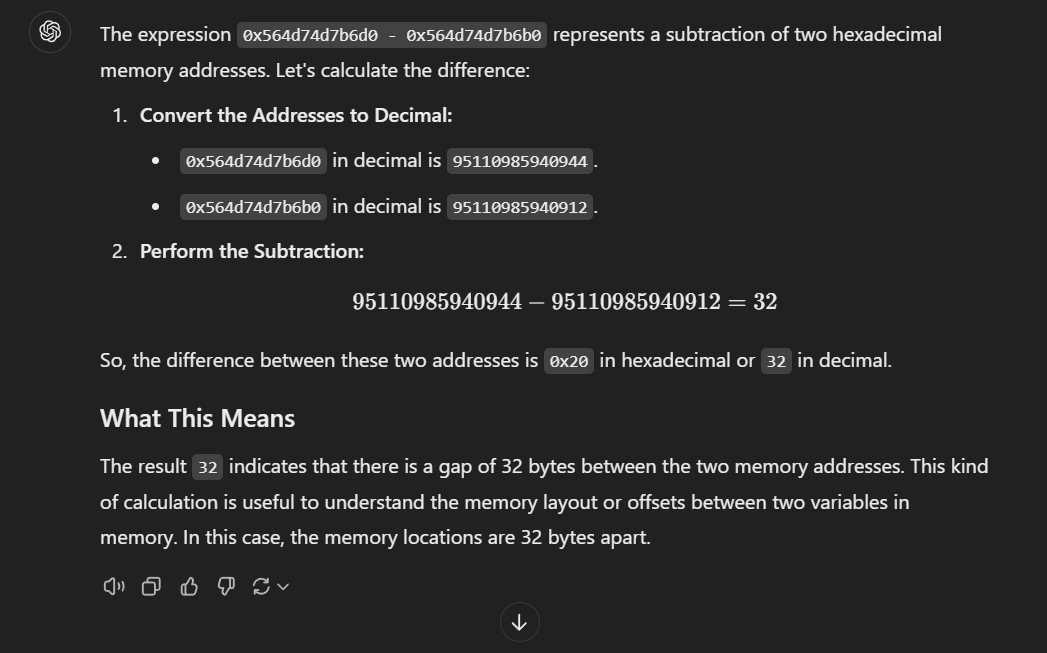 The expression 0x564d74d7b6d0 - 0x564d74d7b6b0 represents a subtraction of two hexadecimal
memory addresses. Let's calculate the difference:
1. Convert the Addresses to Decimal:
• 0x564d74d7b6d0 in decimal is 95110985940944.
• 0x564d74d7b6b0 in decimal is 95110985940912.
2. Perform the Subtraction:
95110985940944 − 95110985940912 = 32
So, the difference between these two addresses is 0x20 in hexadecimal or 32 in decimal.
What This Means
The result 32 indicates that there is a gap of 32 bytes between the two memory addresses. This kind
of calculation is useful to understand the memory layout or offsets between two variables in
memory. In this case, the memory locations are 32 bytes apart.